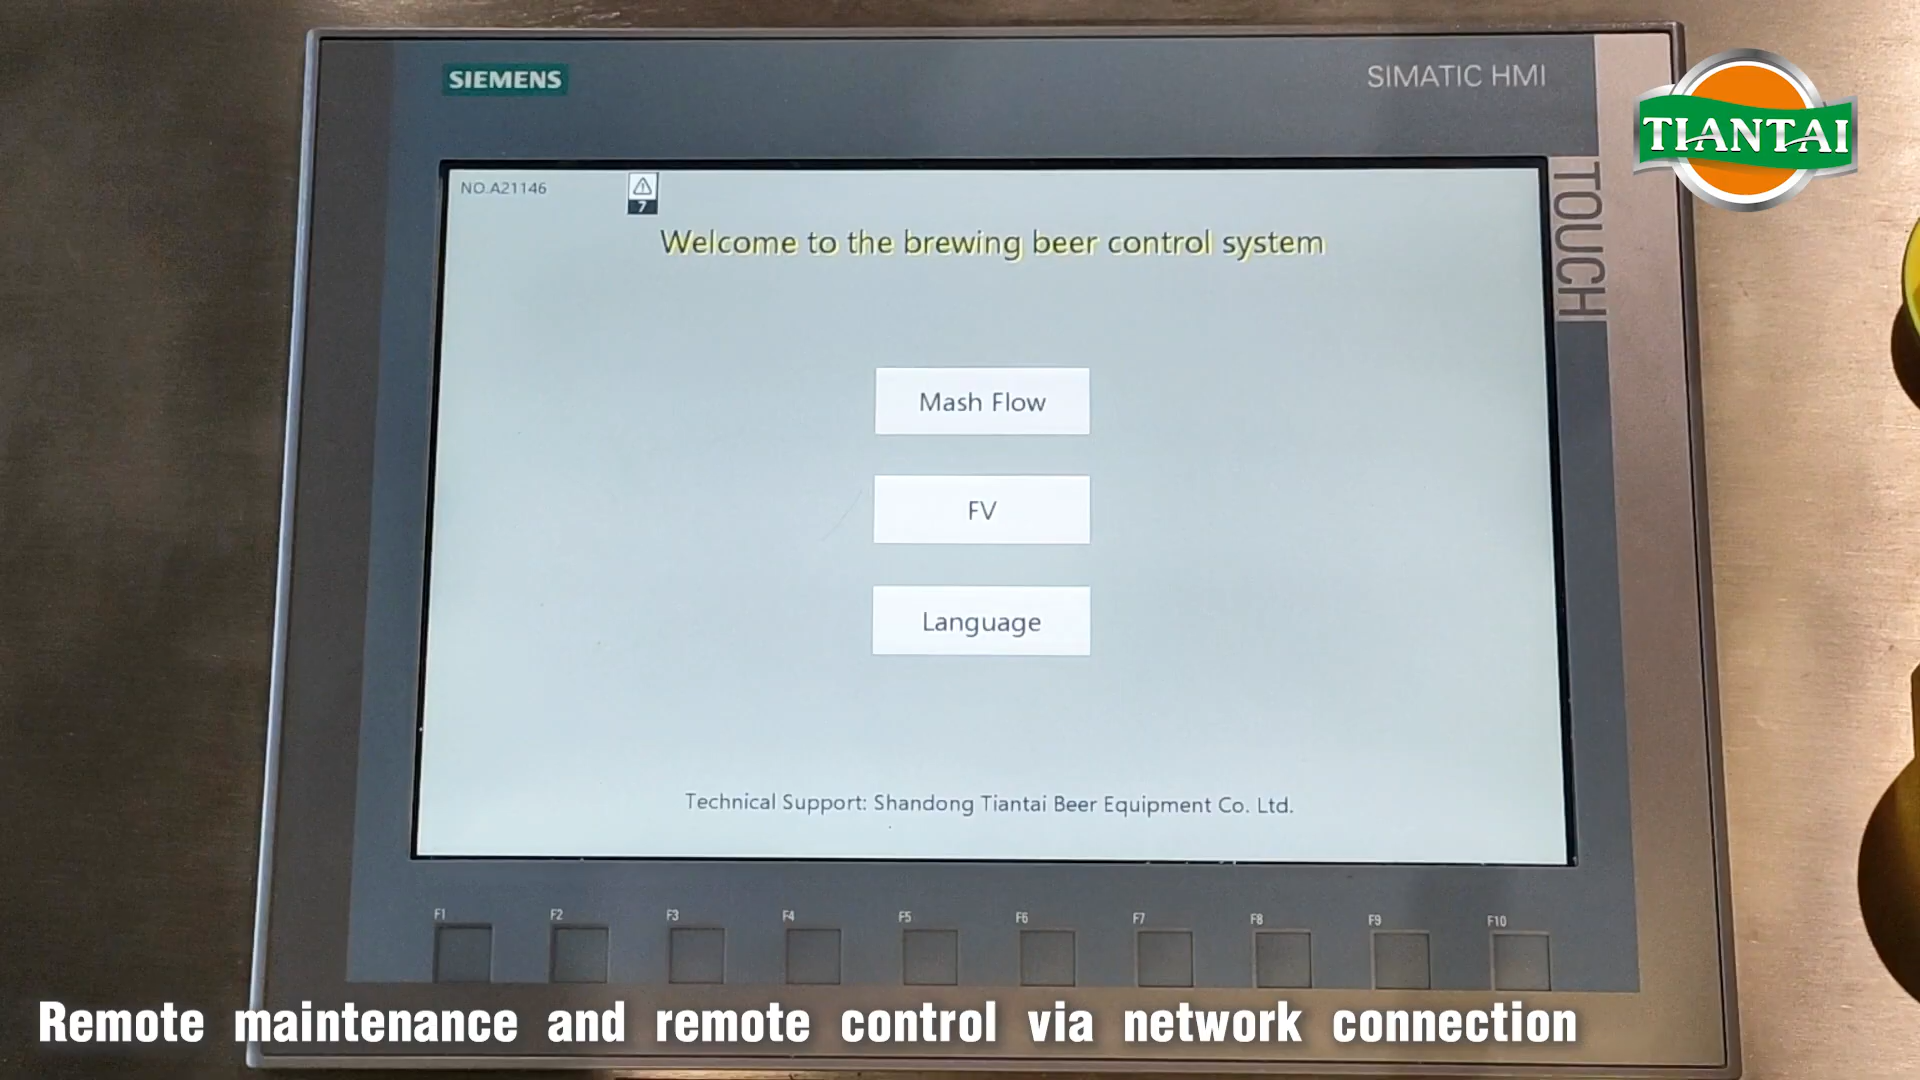 SIEMENS
SIMATIC HMI
TIANTAI
TOUCH
NO.A21146
7
Welcome to the brewing beer control system
Mash Flow
FV
Language
Technical Support: Shandong Tiantai Beer Equipment Co. Ltd.
F1 F2 F3 F4 F5 F6 F7 F8 F9 F10
Remote maintenance and remote control via network connection